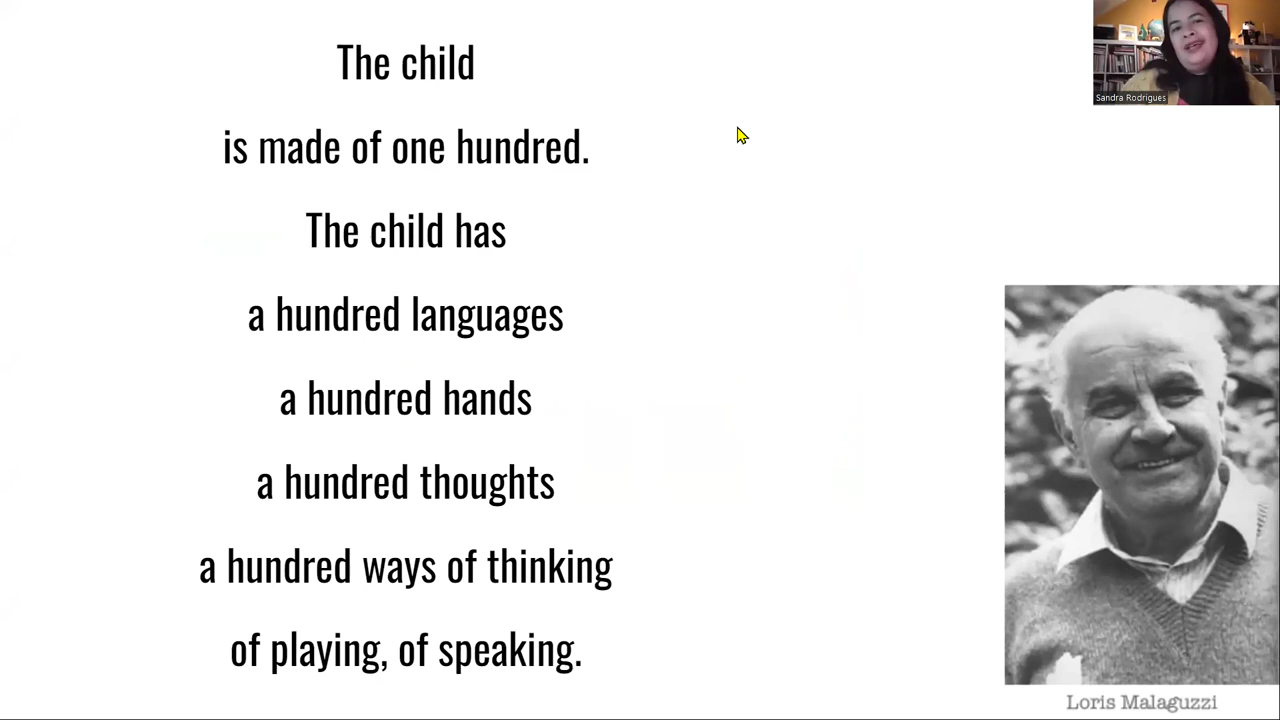 The child
is made of one hundred.
The child has
a hundred languages
a hundred hands
a hundred thoughts
a hundred ways of thinking
of playing, of speaking.
Sandra Rodrigues
Loris Malaguzzi